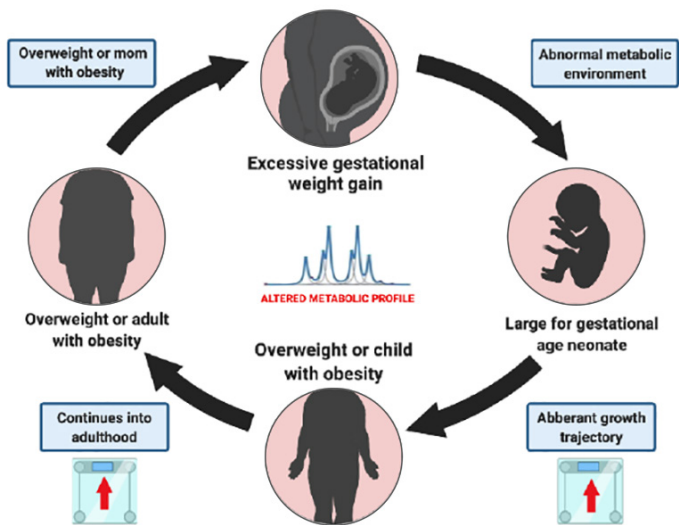 Overweight or mom
with obesity
Abnormal metabolic
environment
Excessive gestational
weight gain
ALTERED METABOLIC PROFILE
Overweight or adult
with obesity
Large for gestational
age neonate
Overweight or child
with obesity
Continues into
adulthood
Abberant growth
trajectory